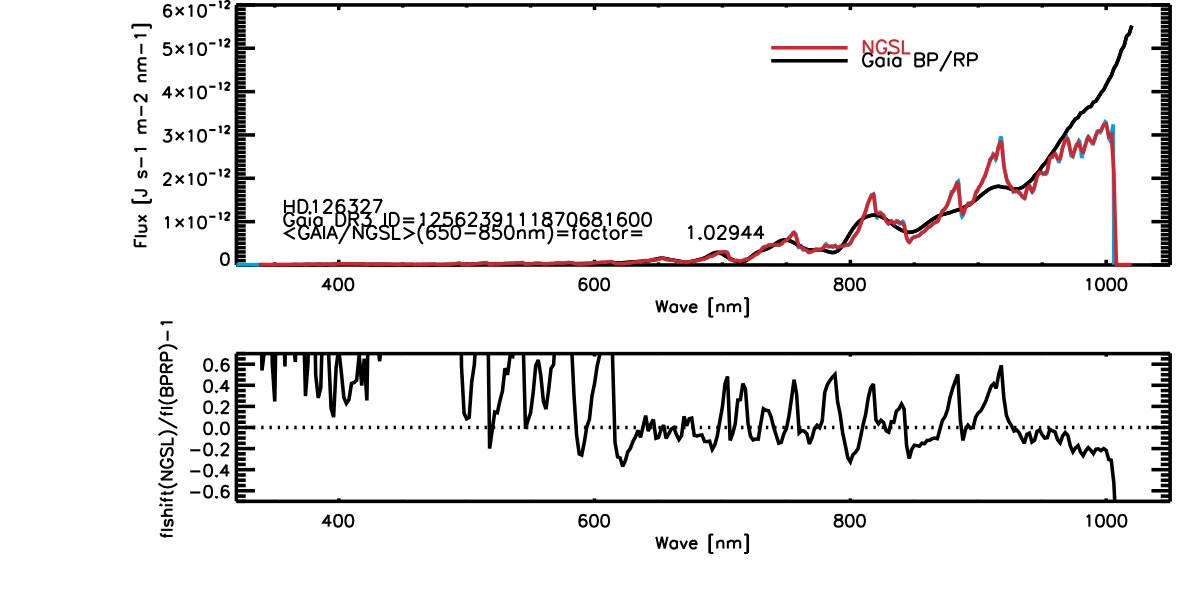 6×10⁻¹²
5×10⁻¹²
4×10⁻¹²
3×10⁻¹²
2×10⁻¹²
1×10⁻¹²
0
Flux [J s−1 m−2 nm−1]
NGSL
Gaia BP/RP
HD126327
Gaia DR3 ID=1256239111870681600
<GAIA/NGSL>(650−850nm)=factor= 1.02944
400 600 800 1000
Wave [nm]
0.6
0.4
0.2
0.0
−0.2
−0.4
−0.6
flshift(NGSL)/fl(BPRP)−1
400 600 800 1000
Wave [nm]